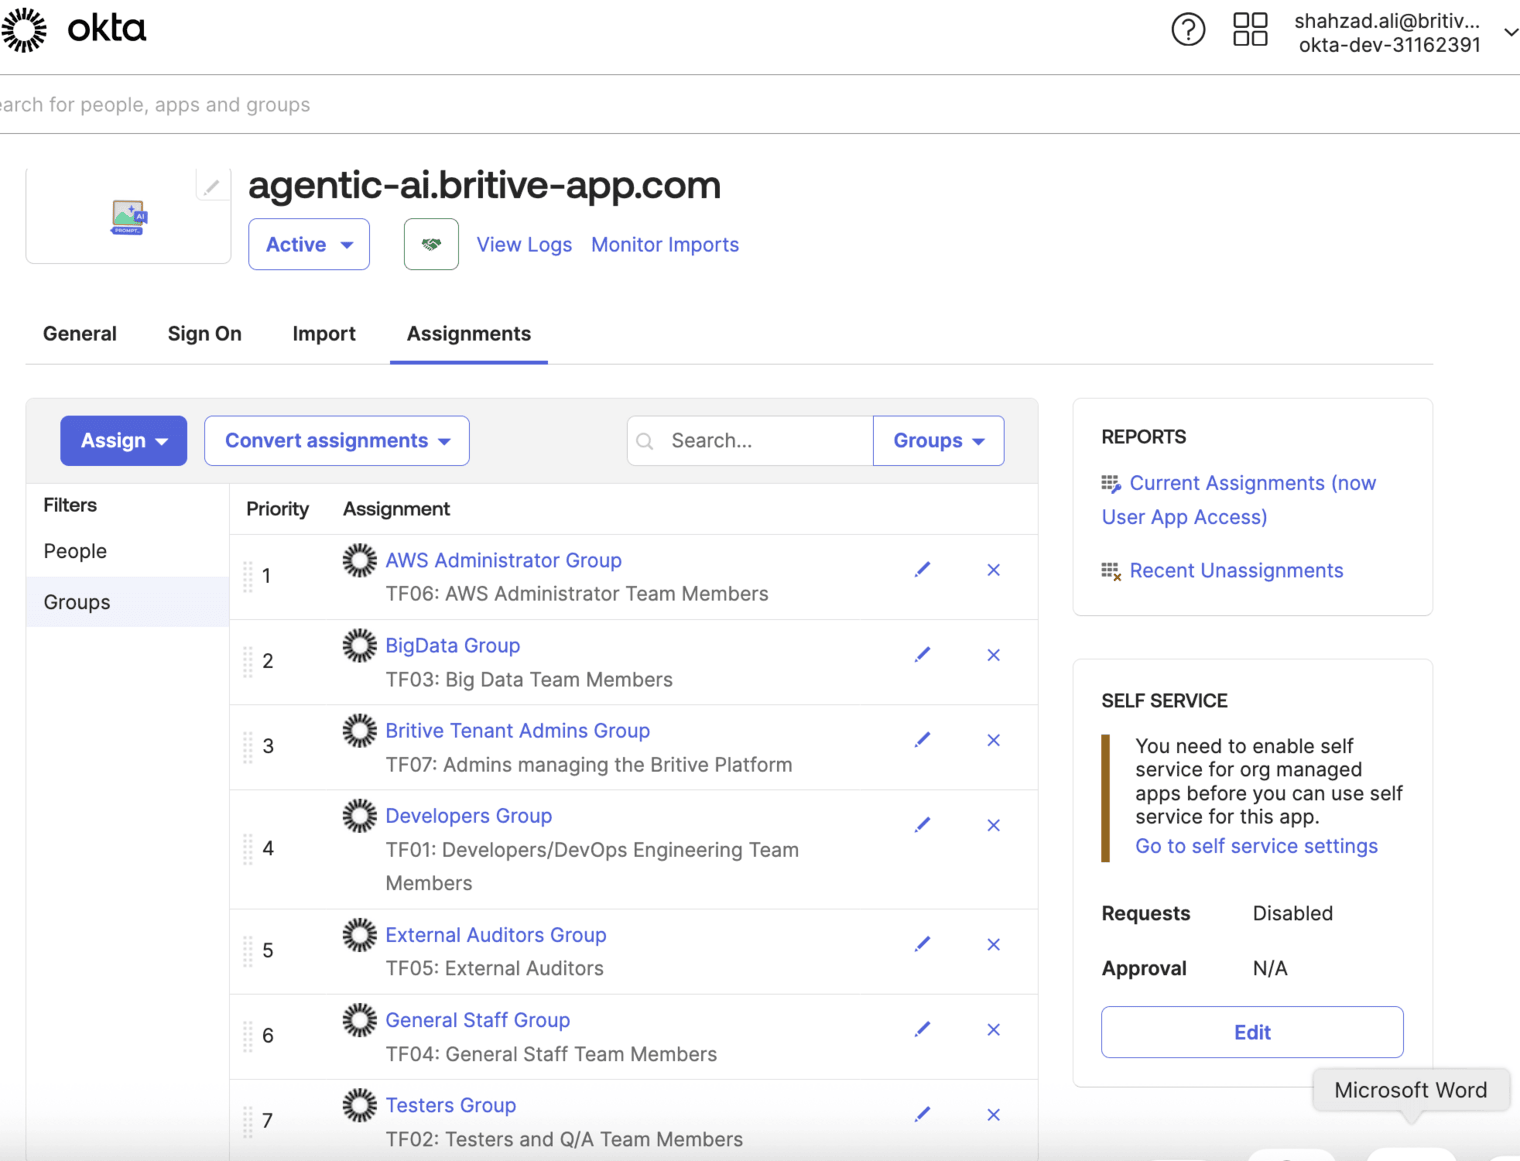 okta
shahzad.ali@britiv...
okta-dev-31162391
earch for people, apps and groups
AI
PROMPT
agentic-ai.britive-app.com
Active
View Logs
Monitor Imports
General
Sign On
Import
Assignments
Assign
Convert assignments
Search...
Groups
Filters
People
Groups
Priority
Assignment
1
AWS Administrator Group
TF06: AWS Administrator Team Members
2
BigData Group
TF03: Big Data Team Members
3
Britive Tenant Admins Group
TF07: Admins managing the Britive Platform
4
Developers Group
TF01: Developers/DevOps Engineering Team
Members
5
External Auditors Group
TF05: External Auditors
6
General Staff Group
TF04: General Staff Team Members
7
Testers Group
TF02: Testers and Q/A Team Members
REPORTS
Current Assignments (now
User App Access)
Recent Unassignments
SELF SERVICE
You need to enable self
service for org managed
apps before you can use self
service for this app.
Go to self service settings
Requests Disabled
Approval N/A
Edit
Microsoft Word